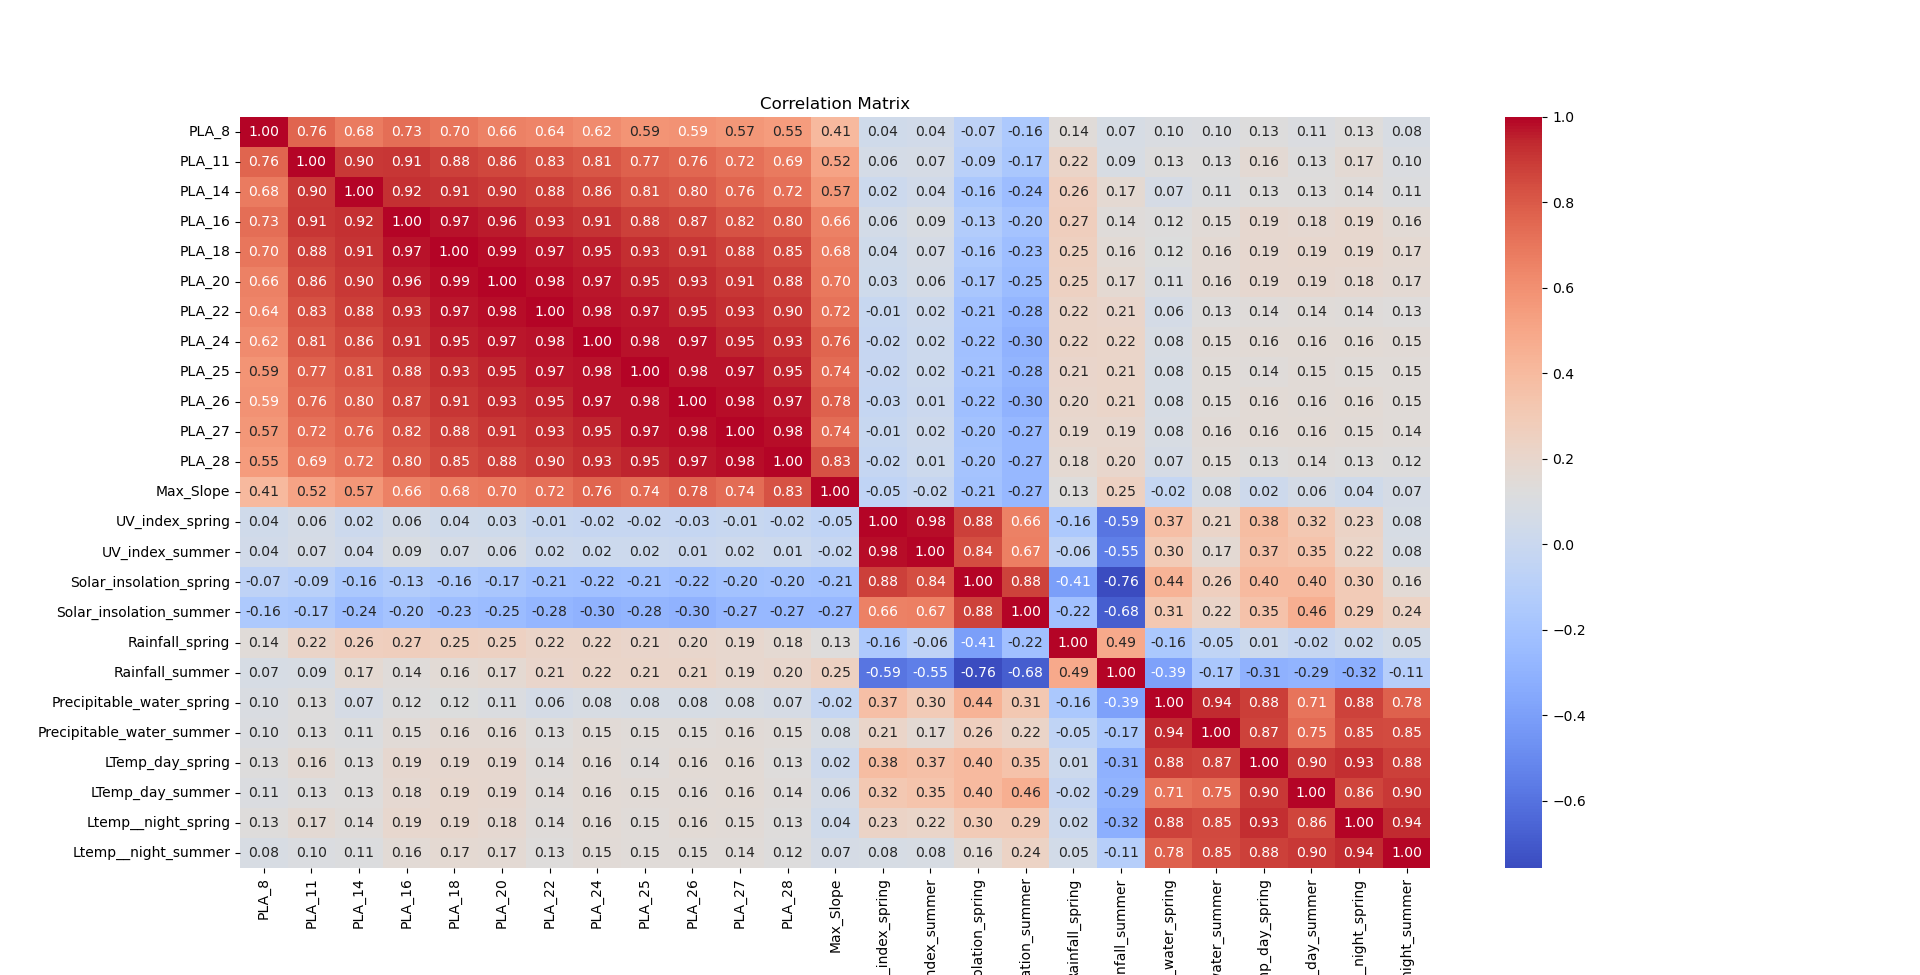 Correlation Matrix
PLA_8 1.00 0.76 0.68 0.73 0.70 0.66 0.64 0.62 0.59 0.59 0.57 0.55 0.41 0.04 0.04 -0.07 -0.16 0.14 0.07 0.10 0.10 0.13 0.11 0.13 0.08
PLA_11 0.76 1.00 0.90 0.91 0.88 0.86 0.83 0.81 0.77 0.76 0.72 0.69 0.52 0.06 0.07 -0.09 -0.17 0.22 0.09 0.13 0.13 0.16 0.13 0.17 0.10
PLA_14 0.68 0.90 1.00 0.92 0.91 0.90 0.88 0.86 0.81 0.80 0.76 0.72 0.57 0.02 0.04 -0.16 -0.24 0.26 0.17 0.07 0.11 0.13 0.13 0.14 0.11
PLA_16 0.73 0.91 0.92 1.00 0.97 0.96 0.93 0.91 0.88 0.87 0.82 0.80 0.66 0.06 0.09 -0.13 -0.20 0.27 0.14 0.12 0.15 0.19 0.18 0.19 0.16
PLA_18 0.70 0.88 0.91 0.97 1.00 0.99 0.97 0.95 0.93 0.91 0.88 0.85 0.68 0.04 0.07 -0.16 -0.23 0.25 0.16 0.12 0.16 0.19 0.19 0.19 0.17
PLA_20 0.66 0.86 0.90 0.96 0.99 1.00 0.98 0.97 0.95 0.93 0.91 0.88 0.70 0.03 0.06 -0.17 -0.25 0.25 0.17 0.11 0.16 0.19 0.19 0.18 0.17
PLA_22 0.64 0.83 0.88 0.93 0.97 0.98 1.00 0.98 0.97 0.95 0.93 0.90 0.72 -0.01 0.02 -0.21 -0.28 0.22 0.21 0.06 0.13 0.14 0.14 0.14 0.13
PLA_24 0.62 0.81 0.86 0.91 0.95 0.97 0.98 1.00 0.98 0.97 0.95 0.93 0.76 -0.02 0.02 -0.22 -0.30 0.22 0.22 0.08 0.15 0.16 0.16 0.16 0.15
PLA_25 0.59 0.77 0.81 0.88 0.93 0.95 0.97 0.98 1.00 0.98 0.97 0.95 0.74 -0.02 0.02 -0.21 -0.28 0.21 0.21 0.08 0.15 0.14 0.15 0.15 0.15
PLA_26 0.59 0.76 0.80 0.87 0.91 0.93 0.95 0.97 0.98 1.00 0.98 0.97 0.78 -0.03 0.01 -0.22 -0.30 0.20 0.21 0.08 0.15 0.16 0.16 0.16 0.15
PLA_27 0.57 0.72 0.76 0.82 0.88 0.91 0.93 0.95 0.97 0.98 1.00 0.98 0.74 -0.01 0.02 -0.20 -0.27 0.19 0.19 0.08 0.16 0.16 0.16 0.15 0.14
PLA_28 0.55 0.69 0.72 0.80 0.85 0.88 0.90 0.93 0.95 0.97 0.98 1.00 0.83 -0.02 0.01 -0.20 -0.27 0.18 0.20 0.07 0.15 0.13 0.14 0.13 0.12
Max_Slope 0.41 0.52 0.57 0.66 0.68 0.70 0.72 0.76 0.74 0.78 0.74 0.83 1.00 -0.05 -0.02 -0.21 -0.27 0.13 0.25 -0.02 0.08 0.02 0.06 0.04 0.07
UV_index_spring 0.04 0.06 0.02 0.06 0.04 0.03 -0.01 -0.02 -0.02 -0.03 -0.01 -0.02 -0.05 1.00 0.98 0.88 0.66 -0.16 -0.59 0.37 0.21 0.38 0.32 0.23 0.08
UV_index_summer 0.04 0.07 0.04 0.09 0.07 0.06 0.02 0.02 0.02 0.01 0.02 0.01 -0.02 0.98 1.00 0.84 0.67 -0.06 -0.55 0.30 0.17 0.37 0.35 0.22 0.08
Solar_insolation_spring -0.07 -0.09 -0.16 -0.13 -0.16 -0.17 -0.21 -0.22 -0.21 -0.22 -0.20 -0.20 -0.21 0.88 0.84 1.00 0.88 -0.41 -0.76 0.44 0.26 0.40 0.40 0.30 0.16
Solar_insolation_summer -0.16 -0.17 -0.24 -0.20 -0.23 -0.25 -0.28 -0.30 -0.28 -0.30 -0.27 -0.27 -0.27 0.66 0.67 0.88 1.00 -0.22 -0.68 0.31 0.22 0.35 0.46 0.29 0.24
Rainfall_spring 0.14 0.22 0.26 0.27 0.25 0.25 0.22 0.22 0.21 0.20 0.19 0.18 0.13 -0.16 -0.06 -0.41 -0.22 1.00 0.49 -0.16 -0.05 0.01 -0.02 0.02 0.05
Rainfall_summer 0.07 0.09 0.17 0.14 0.16 0.17 0.21 0.22 0.21 0.21 0.19 0.20 0.25 -0.59 -0.55 -0.76 -0.68 0.49 1.00 -0.39 -0.17 -0.31 -0.29 -0.32 -0.11
Precipitable_water_spring 0.10 0.13 0.07 0.12 0.12 0.11 0.06 0.08 0.08 0.08 0.08 0.07 -0.02 0.37 0.30 0.44 0.31 -0.16 -0.39 1.00 0.94 0.88 0.71 0.88 0.78
Precipitable_water_summer 0.10 0.13 0.11 0.15 0.16 0.16 0.13 0.15 0.15 0.15 0.16 0.15 0.08 0.21 0.17 0.26 0.22 -0.05 -0.17 0.94 1.00 0.87 0.75 0.85 0.85
LTemp_day_spring 0.13 0.16 0.13 0.19 0.19 0.19 0.14 0.16 0.14 0.16 0.16 0.13 0.02 0.38 0.37 0.40 0.35 0.01 -0.31 0.88 0.87 1.00 0.90 0.93 0.88
LTemp_day_summer 0.11 0.13 0.13 0.18 0.19 0.19 0.14 0.16 0.15 0.16 0.16 0.14 0.06 0.32 0.35 0.40 0.46 -0.02 -0.29 0.71 0.75 0.90 1.00 0.86 0.90
Ltemp__night_spring 0.13 0.17 0.14 0.19 0.19 0.18 0.14 0.16 0.15 0.16 0.15 0.13 0.04 0.23 0.22 0.30 0.29 0.02 -0.32 0.88 0.85 0.93 0.86 1.00 0.94
Ltemp__night_summer 0.08 0.10 0.11 0.16 0.17 0.17 0.13 0.15 0.15 0.15 0.14 0.12 0.07 0.08 0.08 0.16 0.24 0.05 -0.11 0.78 0.85 0.88 0.90 0.94 1.00
PLA_8
PLA_11
PLA_14
PLA_16
PLA_18
PLA_20
PLA_22
PLA_24
PLA_25
PLA_26
PLA_27
PLA_28
Max_Slope
_index_spring
ndex_summer
olation_spring
ation_summer
Rainfall_spring
nfall_summer
_water_spring
vater_summer
mp_day_spring
_day_summer
_night_spring
night_summer
1.0
0.8
0.6
0.4
0.2
0.0
−0.2
−0.4
−0.6